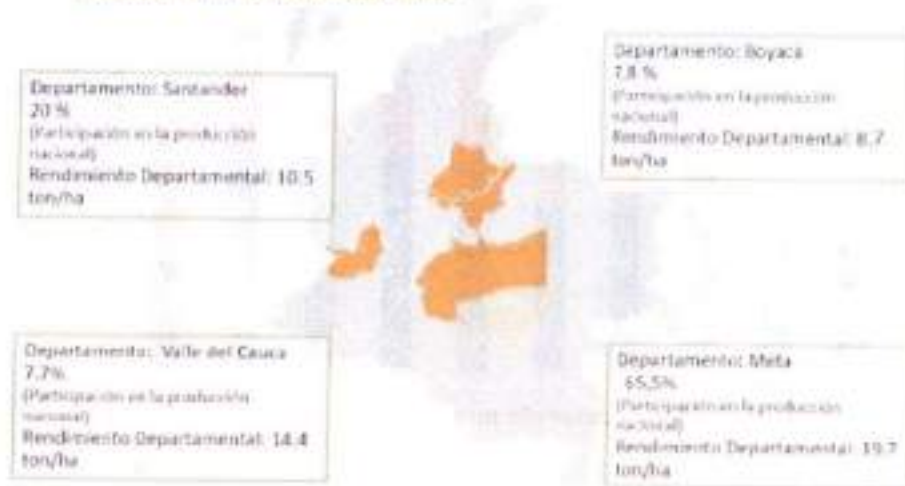 Departamento: Santander
20 %
(Participación en la producción
nacional)
Rendimiento Departamental: 10.5
ton/ha
Departamento: Boyacá
7,8 %
(Participación en la producción
nacional)
Rendimiento Departamental: 8.7
ton/ha
Departamento: Valle del Cauca
7.7%
(Participación en la producción
nacional)
Rendimiento Departamental: 14.4
ton/ha
Departamento: Meta
65,5%
(Participación en la producción
nacional)
Rendimiento Departamental: 19.7
ton/ha